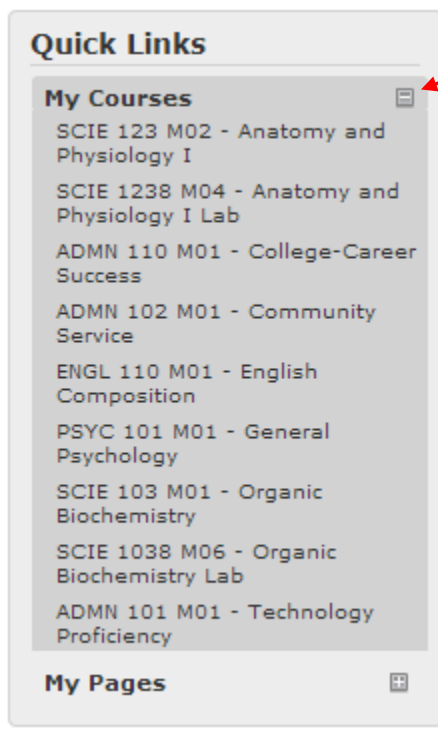 Quick Links
My Courses
SCIE 123 M02 - Anatomy and
Physiology I
SCIE 1238 M04 - Anatomy and
Physiology I Lab
ADMN 110 M01 - College-Career
Success
ADMN 102 M01 - Community
Service
ENGL 110 M01 - English
Composition
PSYC 101 M01 - General
Psychology
SCIE 103 M01 - Organic
Biochemistry
SCIE 1038 M06 - Organic
Biochemistry Lab
ADMN 101 M01 - Technology
Proficiency
My Pages